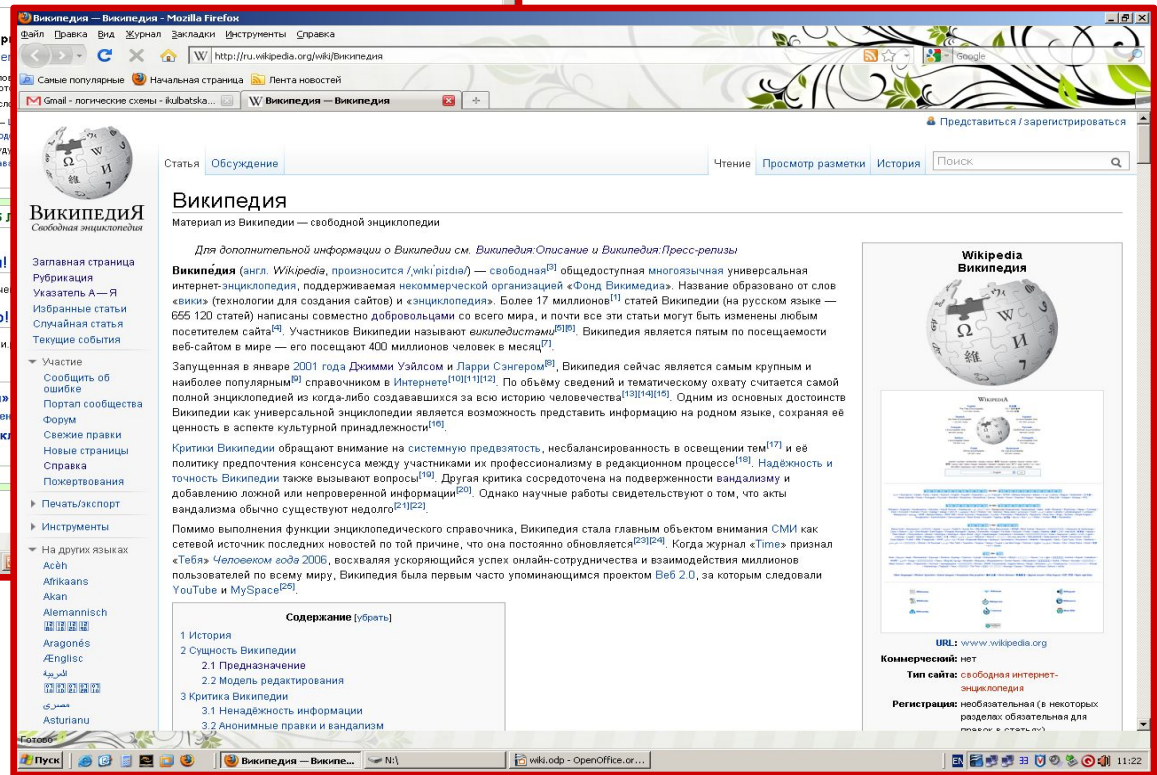 Википедия — Википедия - Mozilla Firefox
Файл Правка Вид Журнал Закладки Инструменты Справка
http://ru.wikipedia.org/wiki/Википедия
Google
Самые популярные Начальная страница Лента новостей
Gmail - логические схемы - ikulbatska... Википедия — Википедия
Представиться / зарегистрироваться
Статья Обсуждение Чтение Просмотр разметки История Поиск
ВикипедиЯ
Свободная энциклопедия
Заглавная страница
Рубрикация
Указатель А — Я
Избранные статьи
Случайная статья
Текущие события
Участие
Сообщить об
ошибке
Портал сообщества
Форум
Свежие правки
Новые страницы
Справка
Пожертвования
Печать/экспорт
Инструменты
На других языках
Acèh
Afrikaans
Akan
Alemannisch
Aragonés
Ænglisc
العربية
مصرى
Asturianu
Википедия
Материал из Википедии — свободной энциклопедии
Для дополнительной информации о Википедии см. Википедия:Описание и Википедия:Пресс-релизы
Википе́дия (англ. Wikipedia, произносится /ˌwɪkɪˈpiːdɪə/) — свободная[3] общедоступная многоязычная универсальная
интернет-энциклопедия, поддерживаемая некоммерческой организацией «Фонд Викимедиа». Название образовано от слов
«вики» (технологии для создания сайтов) и «энциклопедия». Более 17 миллионов[1] статей Википедии (на русском языке —
655 120 статей) написаны совместно добровольцами со всего мира, и почти все эти статьи могут быть изменены любым
посетителем сайта[4]. Участников Википедии называют википедистами[5][6]. Википедия является пятым по посещаемости
веб-сайтом в мире — его посещают 400 миллионов человек в месяц[7].
Запущенная в январе 2001 года Джимми Уэйлсом и Ларри Сэнгером[8], Википедия сейчас является самым крупным и
наиболее популярным[9] справочником в Интернете[10][11][12]. По объёму сведений и тематическому охвату считается самой
полной энциклопедией из когда-либо создававшихся за всю историю человечества[13][14][15]. Одним из основных достоинств
Википедии как универсальной энциклопедии является возможность представить информацию на родном языке, сохраняя её
ценность в аспекте культурной принадлежности[16].
Критики Википедии обращают внимание на системную предвзятость, несбалансированность в освещении тем[17] и её
политику предпочтения консенсуса между участниками их профессионализму в редакционном процессе[18]. Надёжность и
точность Википедии также вызывают вопросы[19]. Другая критика сосредоточена на подверженности вандализму и
добавлению ложной или непроверенной информации[20]. Однако научные работы свидетельствуют о том, что акты
вандализма обычно существуют недолго[21][22].
Помимо роли энциклопедического справочника, Википедия стала главным объектом внимания СМИ как
сетевой источник последних новостей по той причине, что она постоянно обновляется[23][24]. Когда журнал «Time» признал
«Тебя» Человеком года 2006, восхваляя ускоряющийся успех онлайн-сотрудничества и взаимодействия миллионов
пользователей по всему миру, Википедия была первым часто упоминающимся проектом Веб 2.0, за которым следовали
YouTube и MySpace[25].
Содержание [убрать]
1 История
2 Сущность Википедии
2.1 Предназначение
2.2 Модель редактирования
3 Критика Википедии
3.1 Ненадёжность информации
3.2 Анонимные правки и вандализм
Wikipedia
Википедия
WIKIPEDIA
URL: www.wikipedia.org
Коммерческий: нет
Тип сайта: свободная интернет-
энциклопедия
Регистрация: необязательная (в некоторых
разделах обязательная для
правок в статьях)
Готово
Пуск Википедия — Википе... N:\ wiki.odp - OpenOffice.or... EN 11:22